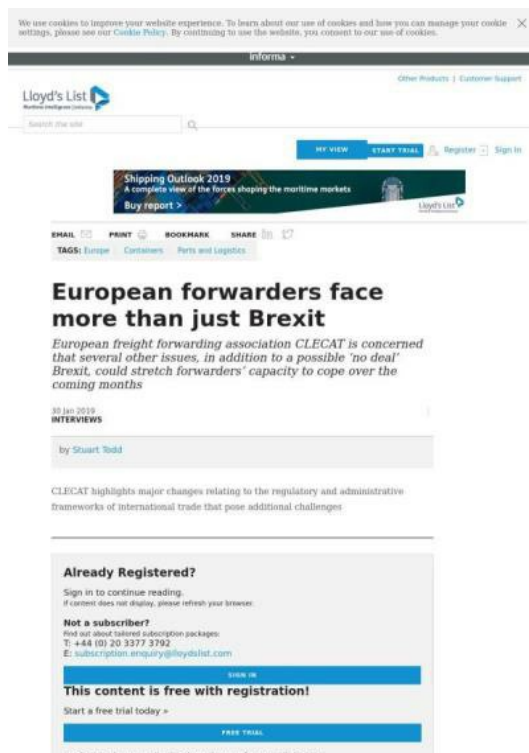 We use cookies to improve your website experience. To learn about our use of cookies and how you can manage your cookie
settings, please see our Cookie Policy. By continuing to use the website, you consent to our use of cookies.
informa
Other Products | Customer Support
Lloyd's List
Maritime Intelligence | informa
Search the site
MY VIEW START TRIAL Register Sign In
Shipping Outlook 2019
A complete view of the forces shaping the maritime markets
Buy report >
Lloyd's List
EMAIL PRINT BOOKMARK SHARE
TAGS: Europe Containers Ports and Logistics
European forwarders face
more than just Brexit
European freight forwarding association CLECAT is concerned
that several other issues, in addition to a possible ‘no deal’
Brexit, could stretch forwarders’ capacity to cope over the
coming months
30 Jan 2019
INTERVIEWS
by Stuart Todd
CLECAT highlights major changes relating to the regulatory and administrative
frameworks of international trade that pose additional challenges
Already Registered?
Sign in to continue reading.
If content does not display, please refresh your browser.
Not a subscriber?
Find out about tailored subscription packages:
T: +44 (0) 20 3377 3792
E: subscription.enquiry@lloydslist.com
SIGN IN
This content is free with registration!
Start a free trial today »
FREE TRIAL